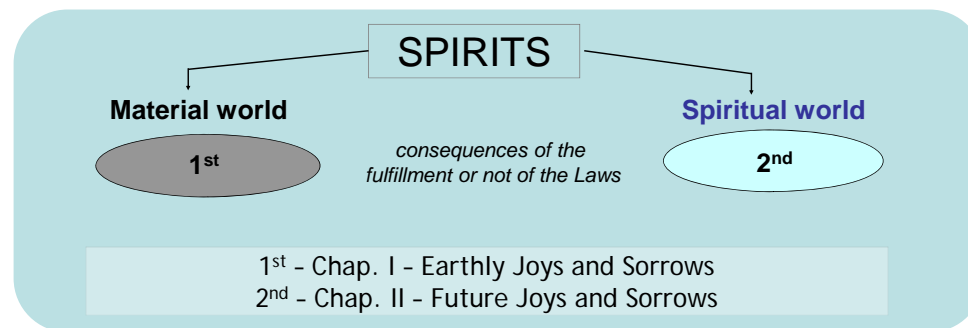 SPIRITS
Material world
Spiritual world
1st
consequences of the
fulfillment or not of the Laws
2nd
1st - Chap. I - Earthly Joys and Sorrows
2nd - Chap. II - Future Joys and Sorrows